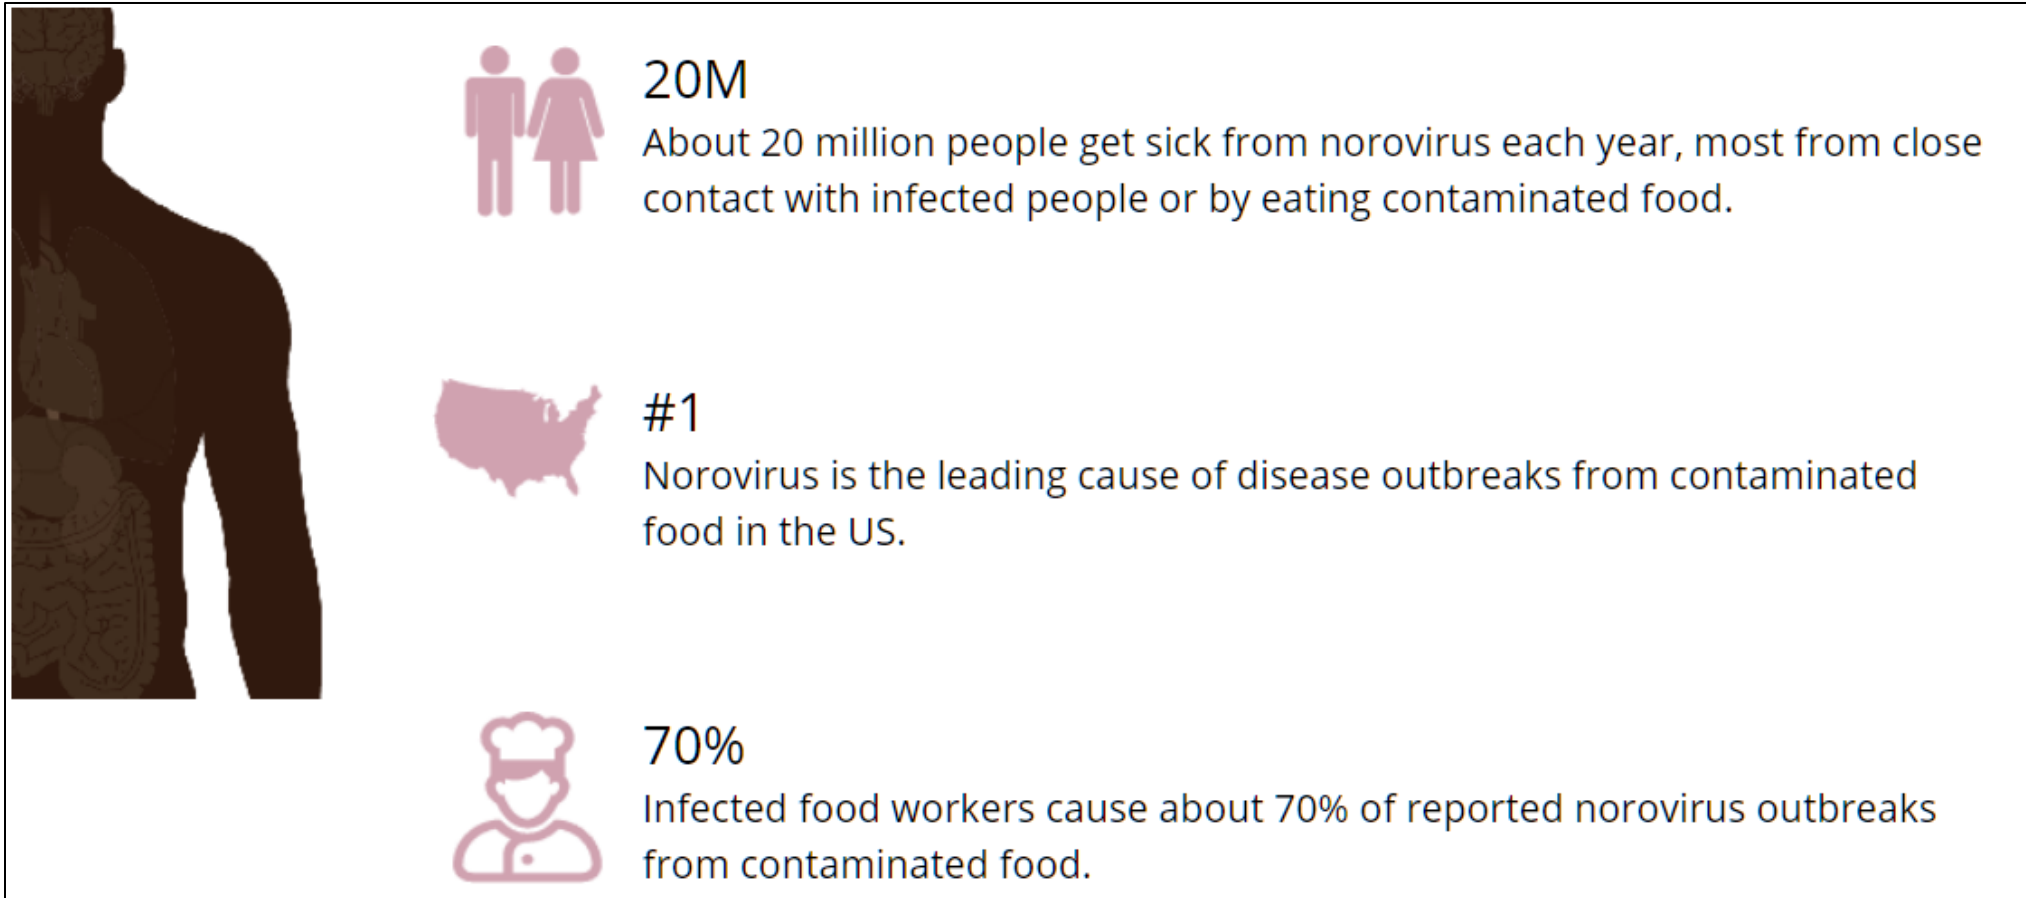 20M
About 20 million people get sick from norovirus each year, most from close
contact with infected people or by eating contaminated food.
#1
Norovirus is the leading cause of disease outbreaks from contaminated
food in the US.
70%
Infected food workers cause about 70% of reported norovirus outbreaks
from contaminated food.